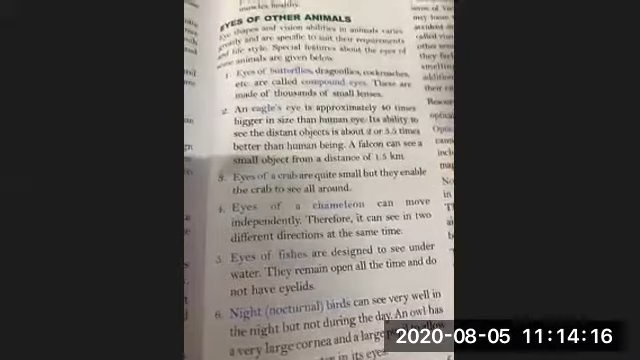 muscles healthy.
EYES OF OTHER ANIMALS
Eye shapes and vision abilities in animals varies
greatly and are specific to suit their requirements
and life style. Special features about the eyes of
some animals are given below
1. Eyes of butterflies, dragonflies, cockroaches,
etc. are called compound eyes. These are
made of thousands of small lenses.
2. An eagle's eye is approximately 40 times
bigger in size than human eye. Its ability to
see the distant objects is about 2 or 3.5 times
better than human being. A falcon can see a
small object from a distance of 1.5 km.
3. Eyes of a crab are quite small but they enable
the crab to see all around.
4. Eyes of a chameleon can move
independently. Therefore, it can see in two
different directions at the same time.
5. Eyes of fishes are designed to see under
water. They remain open all the time and do
not have eyelids.
6. Night (nocturnal) birds can see very well in
the night but not during the day. An owl has
a very large cornea and a large
in its eye
2020-08-05 11:14:16